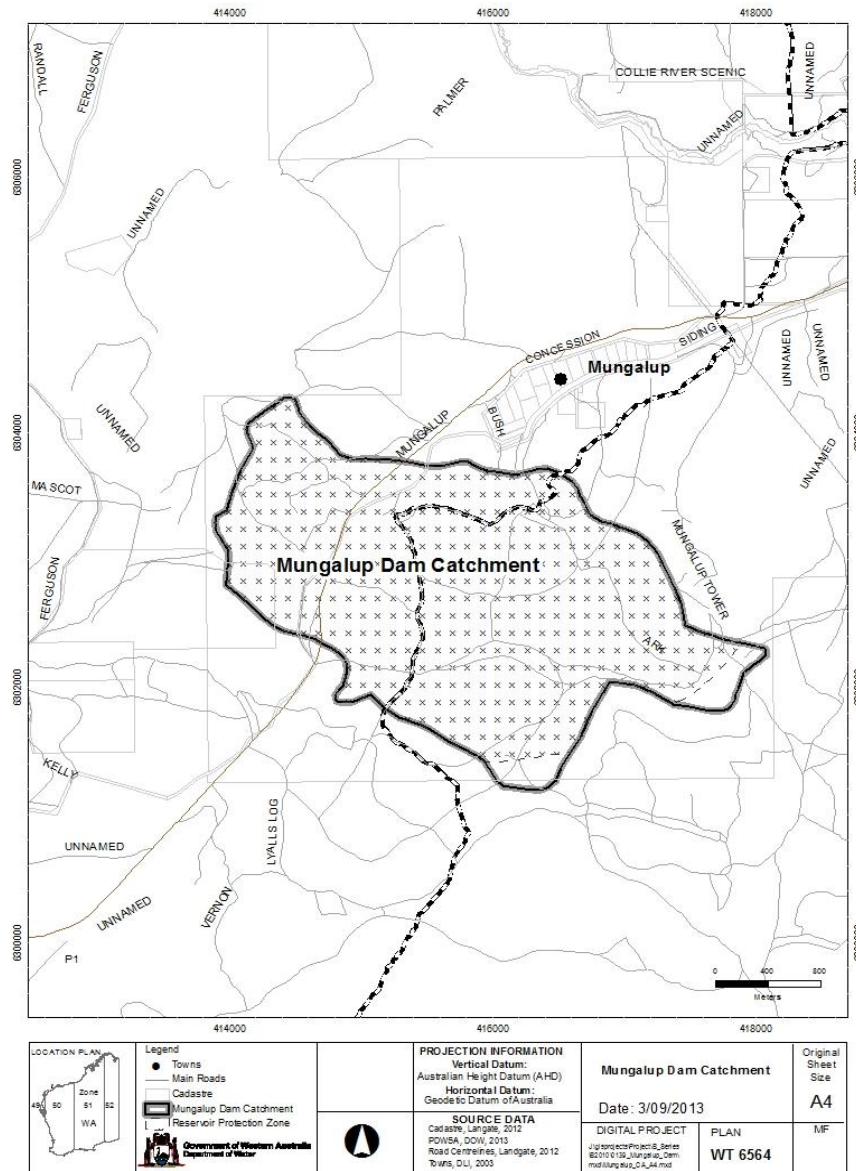 414000 416000 418000
RANDALL
FERGUSON
PALMER
COLLIE RIVER SCENIC
UNNAMED
UNNAMED
6306000
UNNAMED
CONCESSION
SIDING
Mungalup
UNNAMED
UNNAMED
BUSH
MUNGALUP
UNNAMED
6304000
UNNAMED
MASCOT
Mungalup Dam Catchment
MUNGALUP TOWER
FERGUSON
ARK
6302000
KELLY
LYALLS LOG
UNNAMED
VERNON
UNNAMED
6300000
P1
0 400 800
Meters
414000 416000 418000
LOCATION PLAN
Zone
49 50 51 52
WA
Legend
Towns
Main Roads
Cadastre
Mungalup Dam Catchment
Reservoir Protection Zone
Government of Western Australia
Department of Water
PROJECTION INFORMATION
Vertical Datum:
Australian Height Datum (AHD)
Horizontal Datum:
Geodetic Datum of Australia
SOURCE DATA
Cadastre, Langate, 2012
PDWSA, DOW, 2013
Road Centrelines, Landgate, 2012
Towns, DLI, 2003
Mungalup Dam Catchment
Date: 3/09/2013
DIGITAL PROJECT
PLAN
WT 6564
Original
Sheet
Size
A4
MF